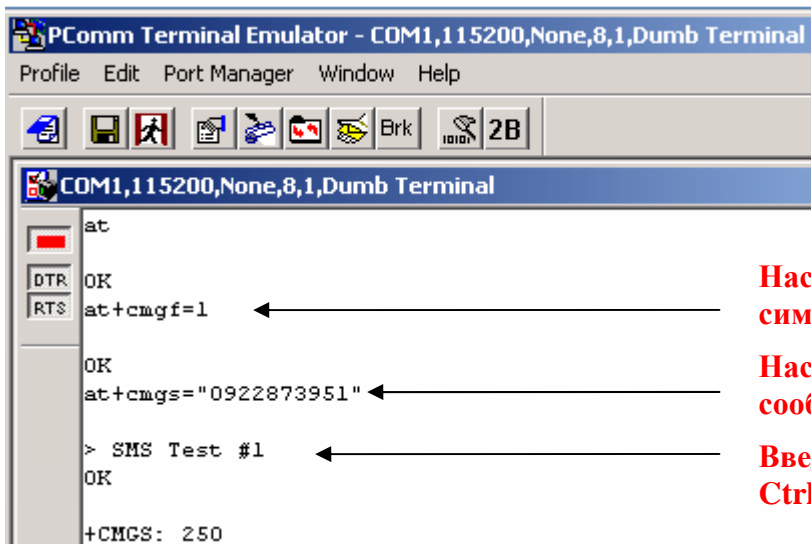 PComm Terminal Emulator - COM1,115200,None,8,1,Dumb Terminal
Profile Edit Port Manager Window Help
Brk 2B
COM1,115200,None,8,1,Dumb Terminal
DTR
RTS
at
OK
at+cmgf=1
OK
at+cmgs="0922873951"
> SMS Test #1
OK
+CMGS: 250
Нас
сим
Нас
сооб
Вве
Ctrl